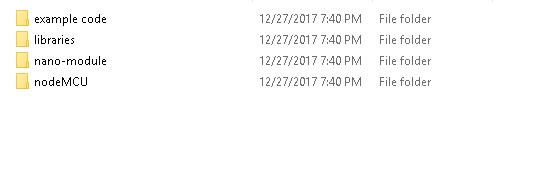 example code 12/27/2017 7:40 PM File folder
libraries 12/27/2017 7:40 PM File folder
nano-module 12/27/2017 7:40 PM File folder
nodeMCU 12/27/2017 7:40 PM File folder